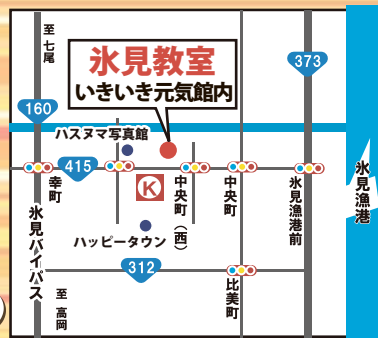 至 七尾
氷見教室
いきいき元気館内
373
160
ハスヌマ写真館
415
K
幸町
中央町（西）
中央町
氷見漁港前
氷見漁港
氷見バイパス
ハッピータウン
312
比美町
至 高岡